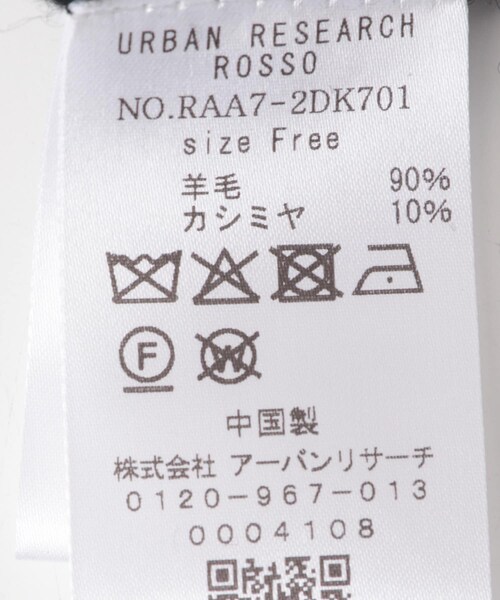 URBAN RESEARCH
ROSSO
NO.RAA7-2DK701
size Free
羊毛 90%
カシミヤ 10%
F W
中国製
株式会社 アーバンリサーチ
0120-967-013
0004108